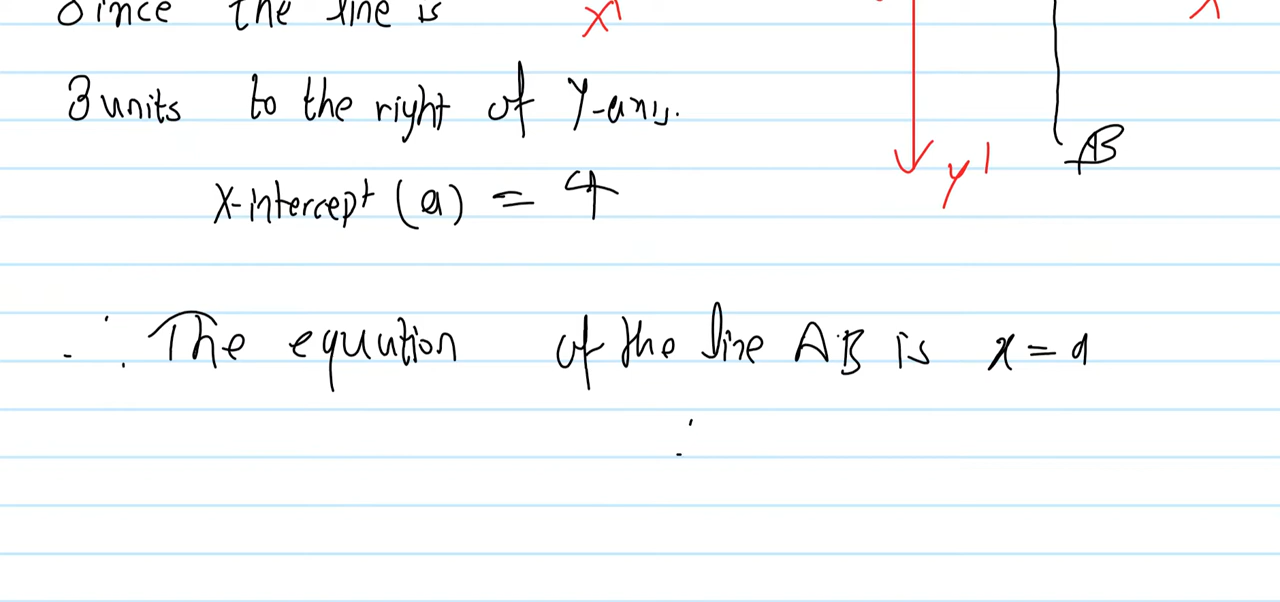 Since the line is
X'
3 units to the right of Y-axis.
AB
Y'
X-intercept (a) = 4
∴ The equation of the line AB is x = a